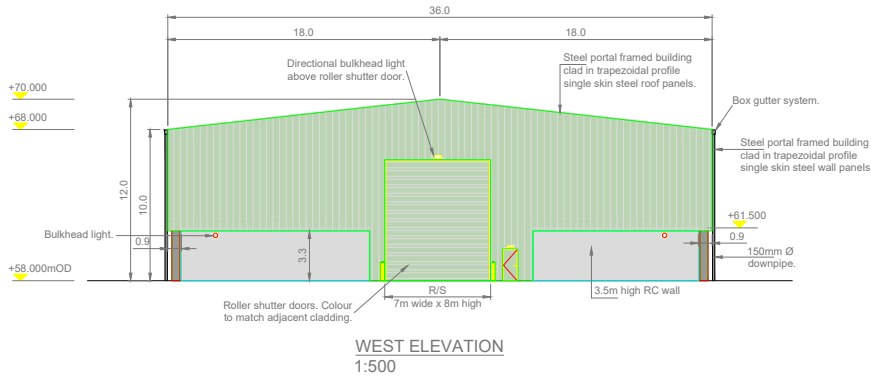 36.0
18.0
18.0
Directional bulkhead light
above roller shutter door.
Steel portal framed building
clad in trapezoidal profile
single skin steel roof panels.
+70.000
+68.000
Box gutter system.
Steel portal framed building
clad in trapezoidal profile
single skin steel wall panels
12.0
10.0
+61.500
Bulkhead light.
0.9
3.3
0.9
150mm Ø
downpipe.
+58.000mOD
R/S
7m wide x 8m high
3.5m high RC wall
Roller shutter doors. Colour
to match adjacent cladding.
WEST ELEVATION
1:500